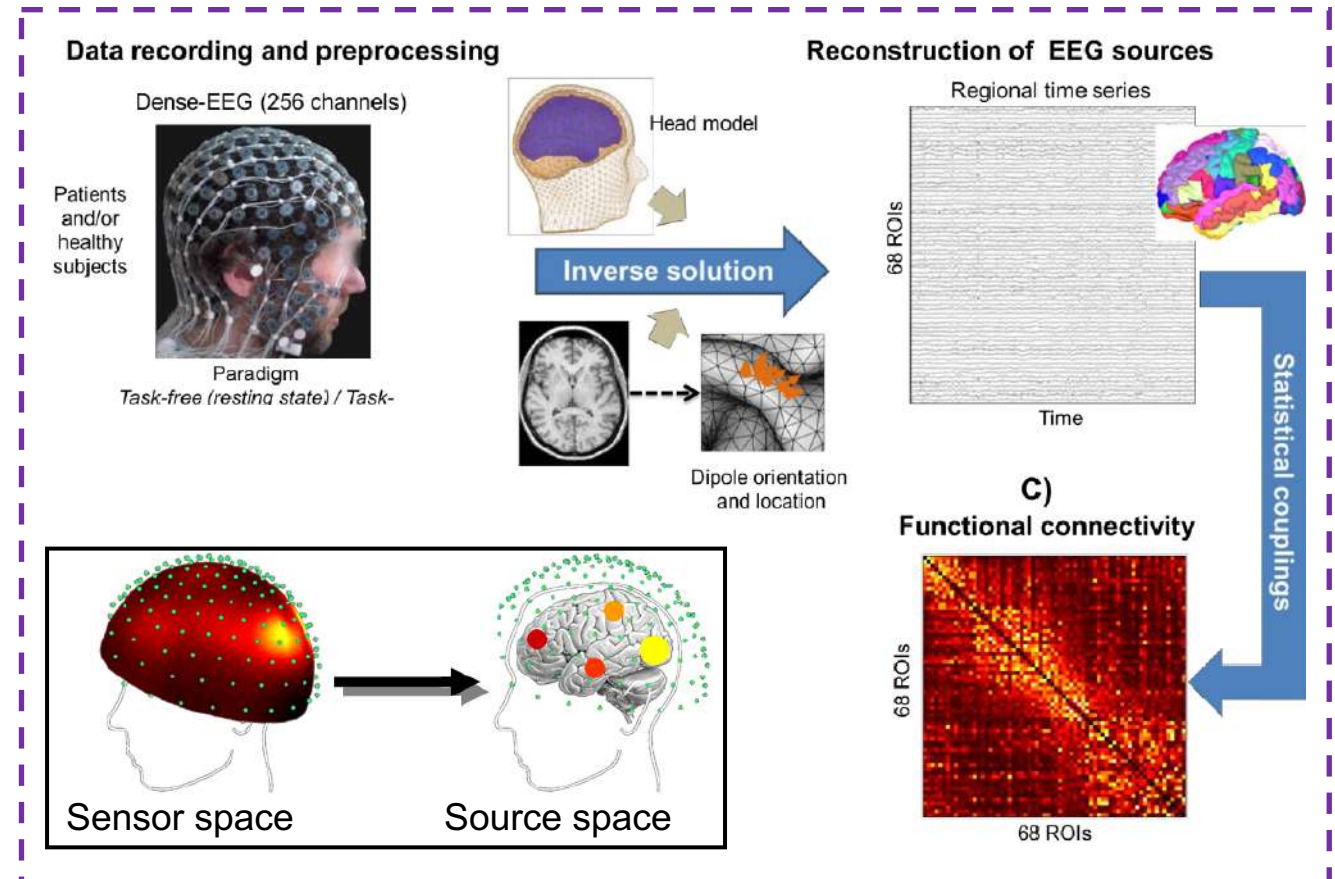 Data recording and preprocessing
Dense-EEG (256 channels)
Patients
and/or
healthy
subjects
Paradigm
Task-free (resting state) / Task-
Head model
Inverse solution
Dipole orientation
and location
Reconstruction of EEG sources
Regional time series
68 ROIs
Time
Statistical couplings
C)
Functional connectivity
68 ROIs
68 ROIs
Sensor space
Source space